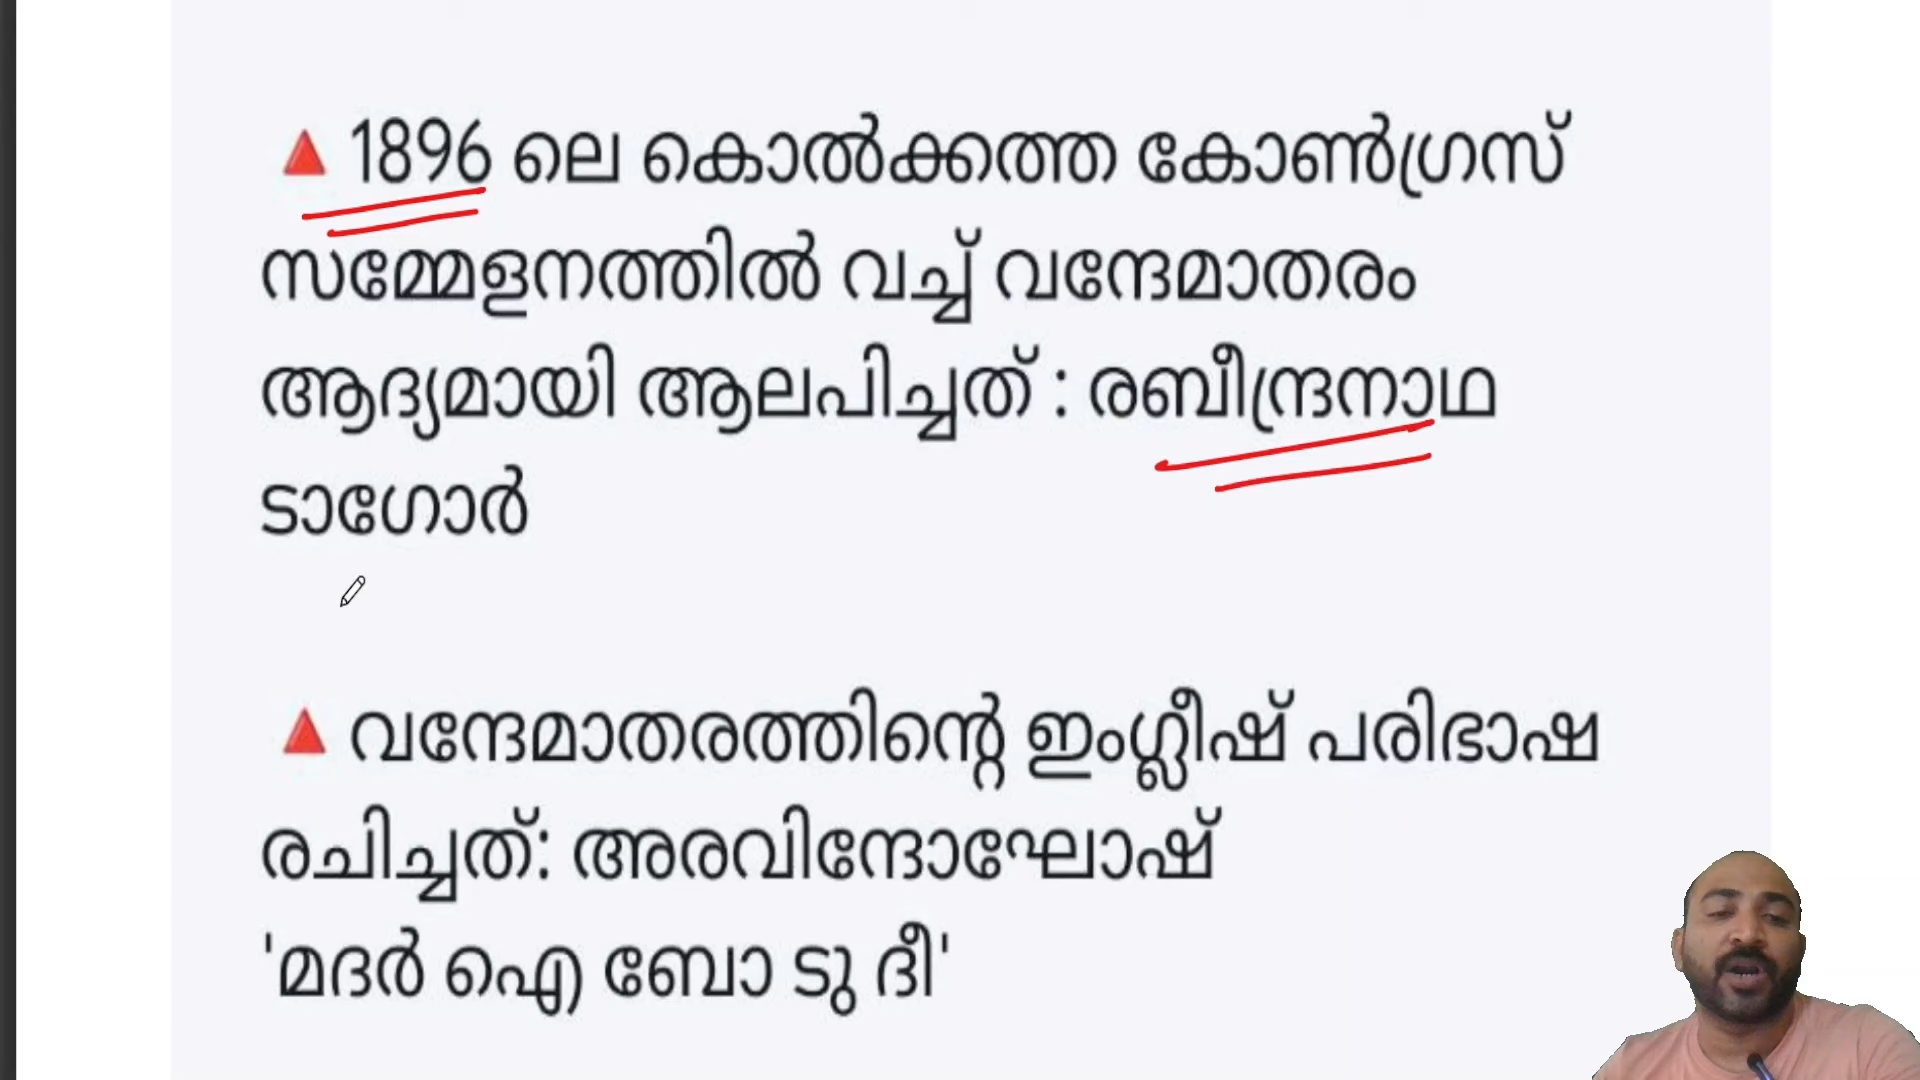 🔺1896 ലെ കൊൽക്കത്ത കോൺഗ്രസ്
സമ്മേളനത്തിൽ വച്ച് വന്ദേമാതരം
ആദ്യമായി ആലപിച്ചത് : രബീന്ദ്രനാഥ
ടാഗോർ
🔺വന്ദേമാതരത്തിന്റെ ഇംഗ്ലീഷ് പരിഭാഷ
രചിച്ചത്: അരവിന്ദോഘോഷ്
'മദർ ഐ ബോ ടു ദീ'